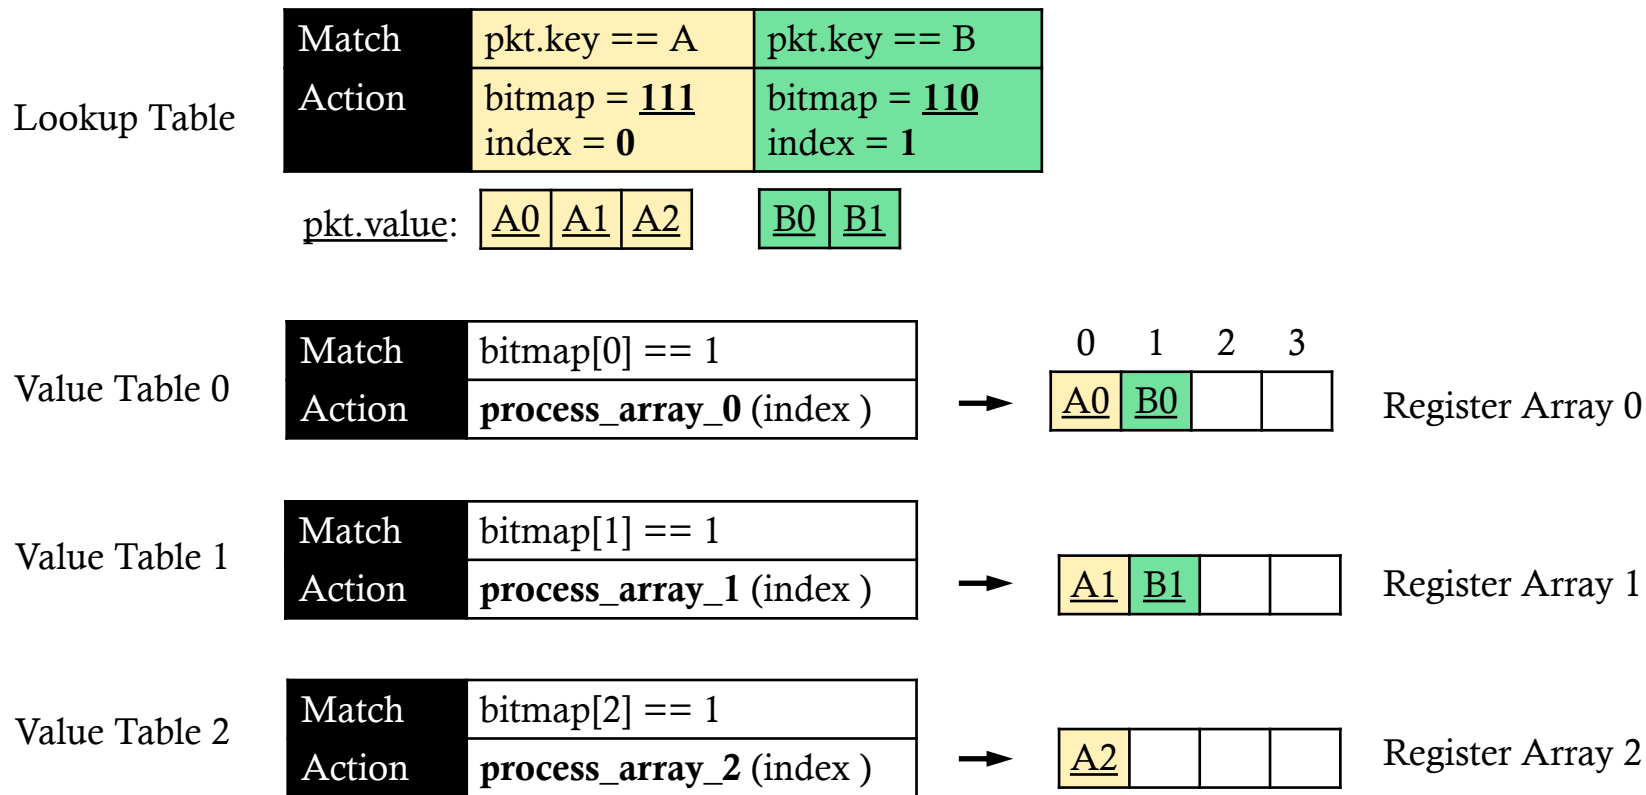 Lookup Table
Match pkt.key == A pkt.key == B
Action bitmap = 111 bitmap = 110
index = 0 index = 1
pkt.value: A0 A1 A2 B0 B1
Value Table 0
Match bitmap[0] == 1
Action process_array_0 (index )
0 1 2 3
A0 B0
Register Array 0
Value Table 1
Match bitmap[1] == 1
Action process_array_1 (index )
A1 B1
Register Array 1
Value Table 2
Match bitmap[2] == 1
Action process_array_2 (index )
A2
Register Array 2